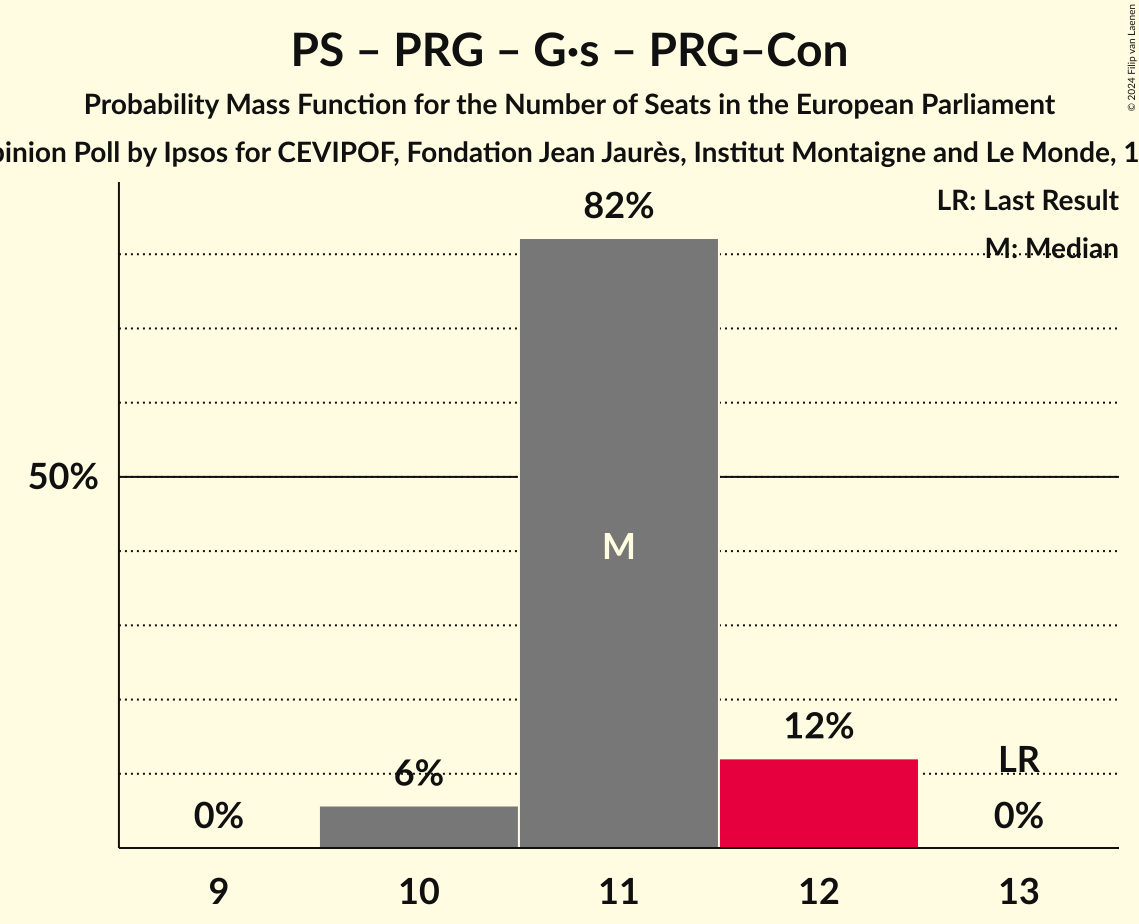 PS – PRG – G·s – PRG–Con
Probability Mass Function for the Number of Seats in the European Parliament
Poll by Ipsos for CEVIPOF, Fondation Jean Jaurès, Institut Montaigne and Le Monde,
© 2024 Filip van Laenen
LR: Last Result
M: Median
82%
50%
M
12%
6%
LR
0%
0%
9
10
11
12
13